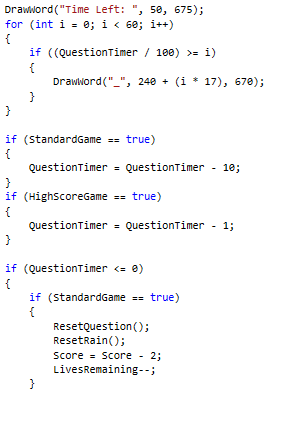 DrawWord("Time Left: ", 50, 675);
for (int i = 0; i < 60; i++)
{
    if ((QuestionTimer / 100) >= i)
    {
        DrawWord("_", 240 + (i * 17), 670);
    }
}

if (StandardGame == true)
{
    QuestionTimer = QuestionTimer - 10;
}
if (HighScoreGame == true)
{
    QuestionTimer = QuestionTimer - 1;
}

if (QuestionTimer <= 0)
{
    if (StandardGame == true)
    {
        ResetQuestion();
        ResetRain();
        Score = Score - 2;
        LivesRemaining--;
    }